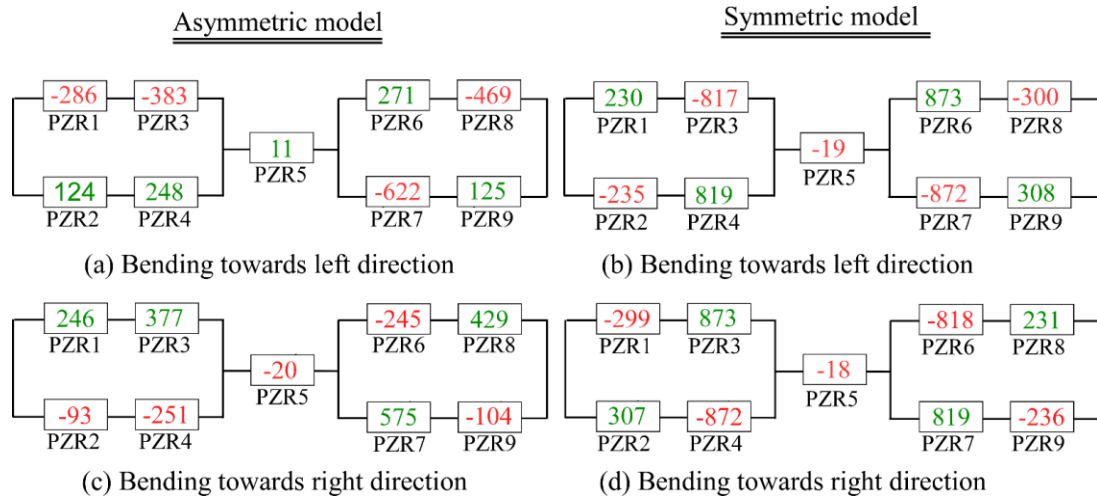 Asymmetric model
Symmetric model
-286 -383 271 -469
PZR1 PZR3 PZR6 PZR8
11
PZR5
124 248 -622 125
PZR2 PZR4 PZR7 PZR9
(a) Bending towards left direction
230 -817 873 -300
PZR1 PZR3 PZR6 PZR8
-19
PZR5
-235 819 -872 308
PZR2 PZR4 PZR7 PZR9
(b) Bending towards left direction
246 377 -245 429
PZR1 PZR3 PZR6 PZR8
-20
PZR5
-93 -251 575 -104
PZR2 PZR4 PZR7 PZR9
(c) Bending towards right direction
-299 873 -818 231
PZR1 PZR3 PZR6 PZR8
-18
PZR5
307 -872 819 -236
PZR2 PZR4 PZR7 PZR9
(d) Bending towards right direction